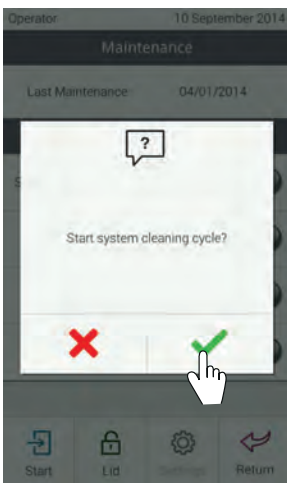 Operator 10 September 2014
Maintenance
Last Maintenance 04/01/2014
?
Start system cleaning cycle?
Start Lid Settings Return